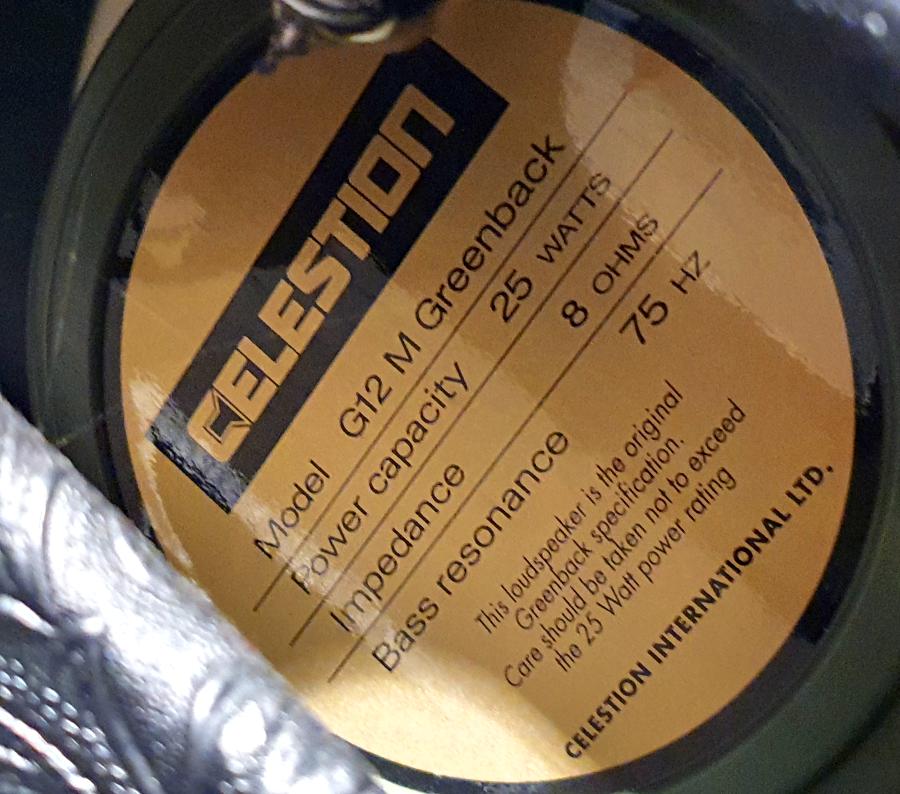 CELESTION
Model G12 M Greenback
Power capacity 25 WATTS
Impedance 8 OHMS
Bass resonance 75 HZ
This loudspeaker is the original
Greenback specification.
Care should be taken not to exceed
the 25 Watt power rating
CELESTION INTERNATIONAL LTD.